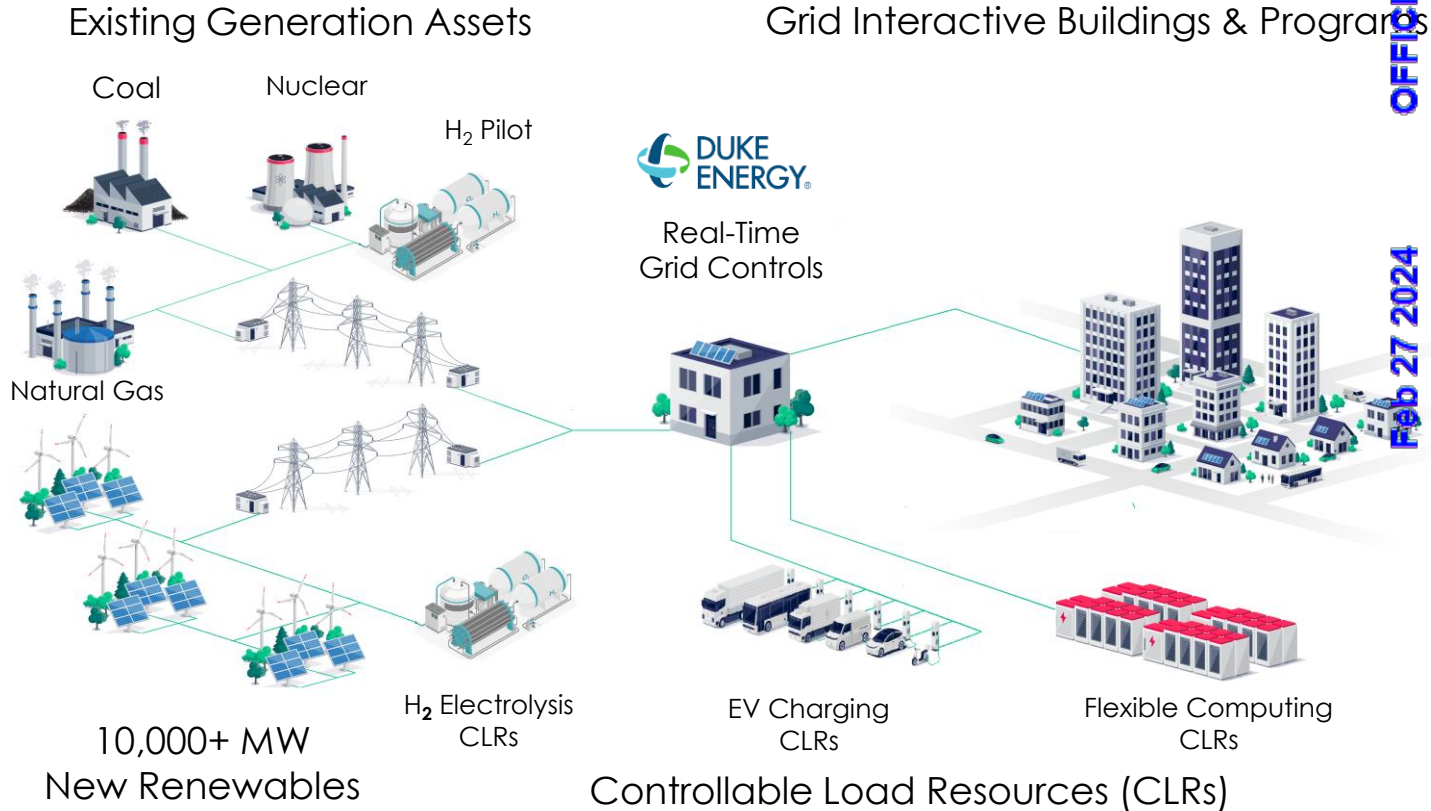 Existing Generation Assets
Grid Interactive Buildings & Programs
Coal
Nuclear
H₂ Pilot
DUKE
ENERGY®
Real-Time
Grid Controls
Natural Gas
10,000+ MW
New Renewables
H₂ Electrolysis
CLRs
EV Charging
CLRs
Flexible Computing
CLRs
Controllable Load Resources (CLRs)
Feb 27 2024